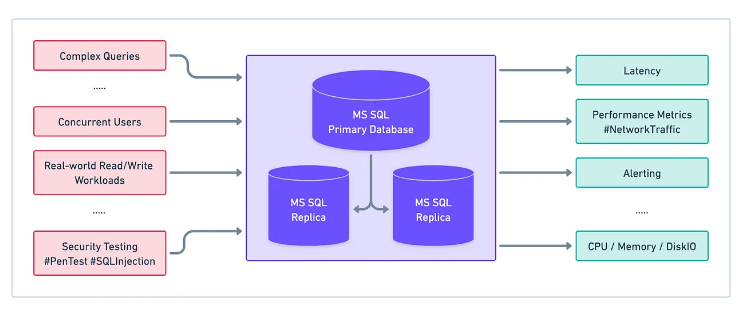 Complex Queries
.....
Concurrent Users
Real-world Read/Write
Workloads
.....
Security Testing
#PenTest #SQLInjection
MS SQL
Primary Database
MS SQL
Replica
MS SQL
Replica
Latency
Performance Metrics
#NetworkTraffic
Alerting
.....
CPU / Memory / DiskIO